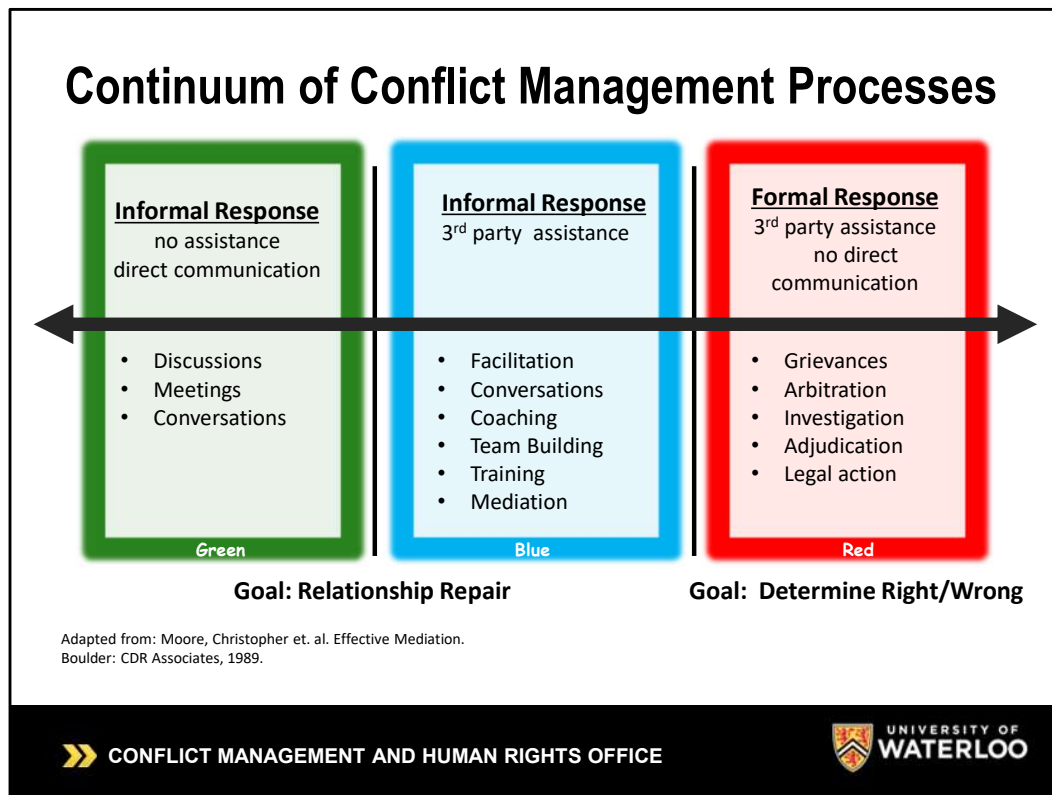 Continuum of Conflict Management Processes
Informal Response
no assistance
direct communication
• Discussions
• Meetings
• Conversations
Green
Informal Response
3rd party assistance
• Facilitation
• Conversations
• Coaching
• Team Building
• Training
• Mediation
Blue
Formal Response
3rd party assistance
no direct
communication
• Grievances
• Arbitration
• Investigation
• Adjudication
• Legal action
Red
Goal: Relationship Repair
Goal: Determine Right/Wrong
Adapted from: Moore, Christopher et. al. Effective Mediation.
Boulder: CDR Associates, 1989.
CONFLICT MANAGEMENT AND HUMAN RIGHTS OFFICE
UNIVERSITY OF
WATERLOO